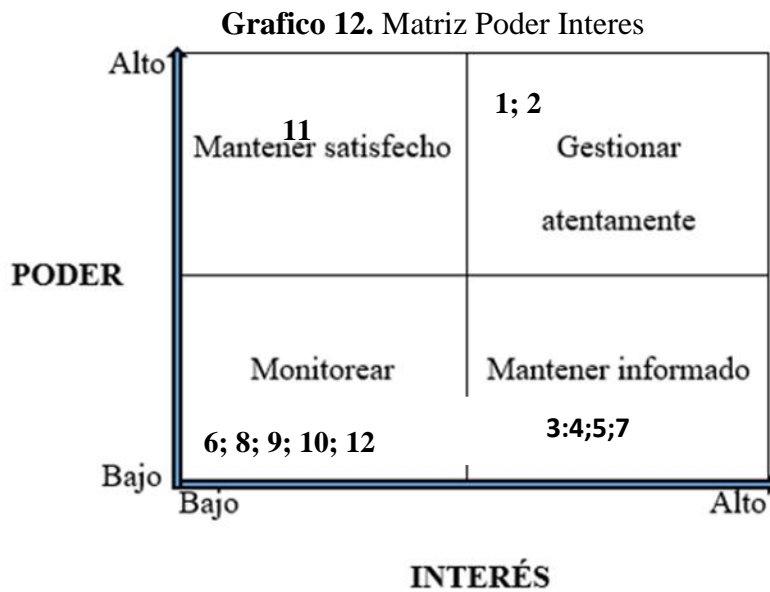 Grafico 12. Matriz Poder Interes
Alto
1; 2
11
Mantener satisfecho
Gestionar
atentamente
PODER
Monitorear
Mantener informado
6; 8; 9; 10; 12
3:4;5;7
Bajo
Bajo
Alto
INTERÉS